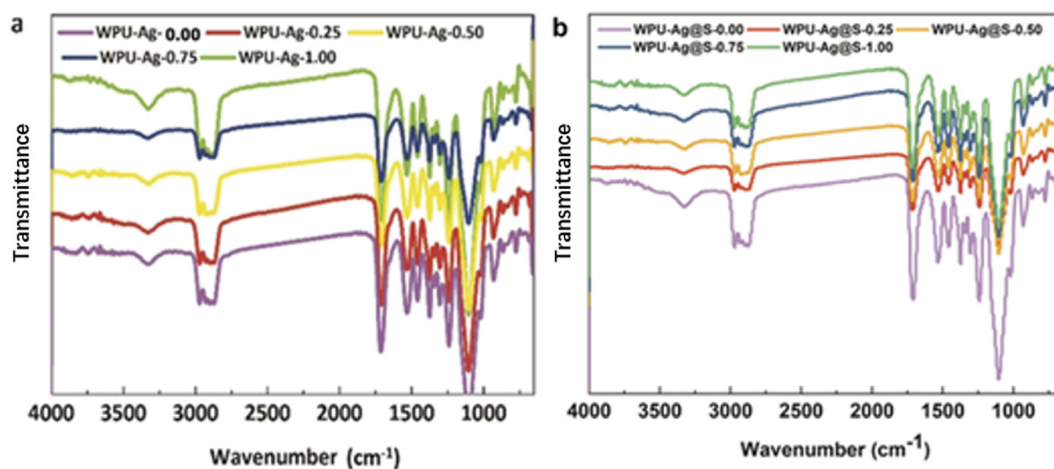 a
WPU-Ag-0.00 WPU-Ag-0.25 WPU-Ag-0.50
WPU-Ag-0.75 WPU-Ag-1.00
Transmittance
4000 3500 3000 2500 2000 1500 1000
Wavenumber (cm-1)
b
WPU-Ag@S-0.00 WPU-Ag@S-0.25 WPU-Ag@S-0.50
WPU-Ag@S-0.75 WPU-Ag@S-1.00
Transmittance
4000 3500 3000 2500 2000 1500 1000
Wavenumber (cm-1)